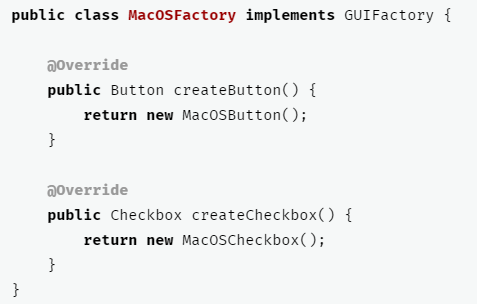 public class MacOSFactory implements GUIFactory {
    @Override
    public Button createButton() {
        return new MacOSButton();
    }
    @Override
    public Checkbox createCheckbox() {
        return new MacOSCheckbox();
    }
}